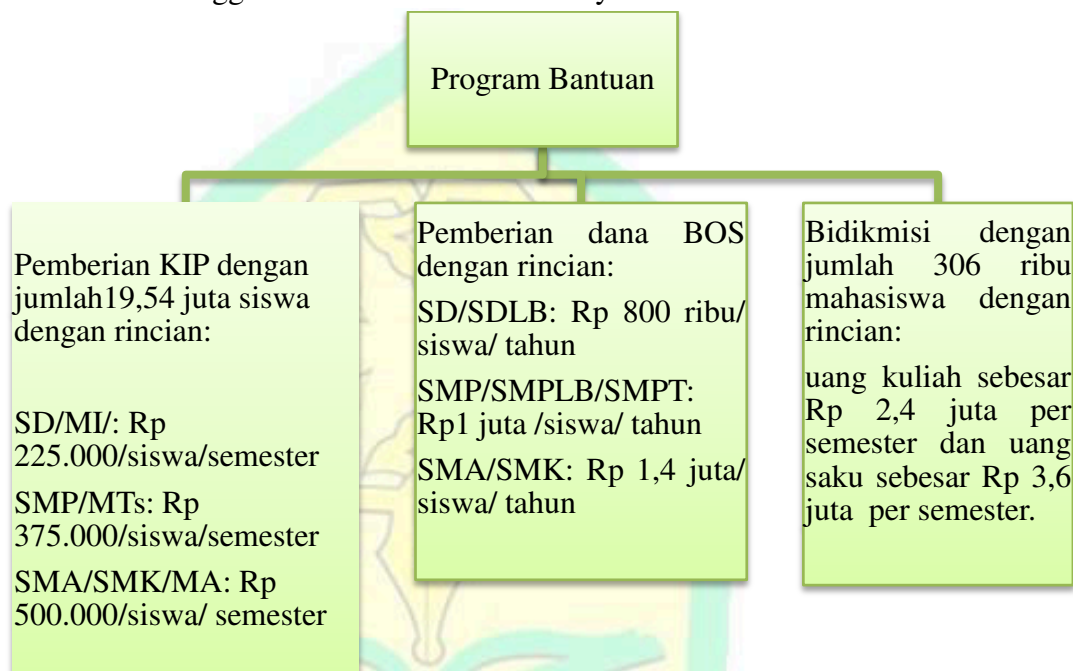 Program Bantuan
Pemberian KIP dengan
jumlah19,54 juta siswa
dengan rincian:
SD/MI/: Rp
225.000/siswa/semester
SMP/MTs: Rp
375.000/siswa/semester
SMA/SMK/MA: Rp
500.000/siswa/ semester
Pemberian dana BOS
dengan rincian:
SD/SDLB: Rp 800 ribu/
siswa/ tahun
SMP/SMPLB/SMPT:
Rp1 juta /siswa/ tahun
SMA/SMK: Rp 1,4 juta/
siswa/ tahun
Bidikmisi dengan
jumlah 306 ribu
mahasiswa dengan
rincian:
uang kuliah sebesar
Rp 2,4 juta per
semester dan uang
saku sebesar Rp 3,6
juta per semester.